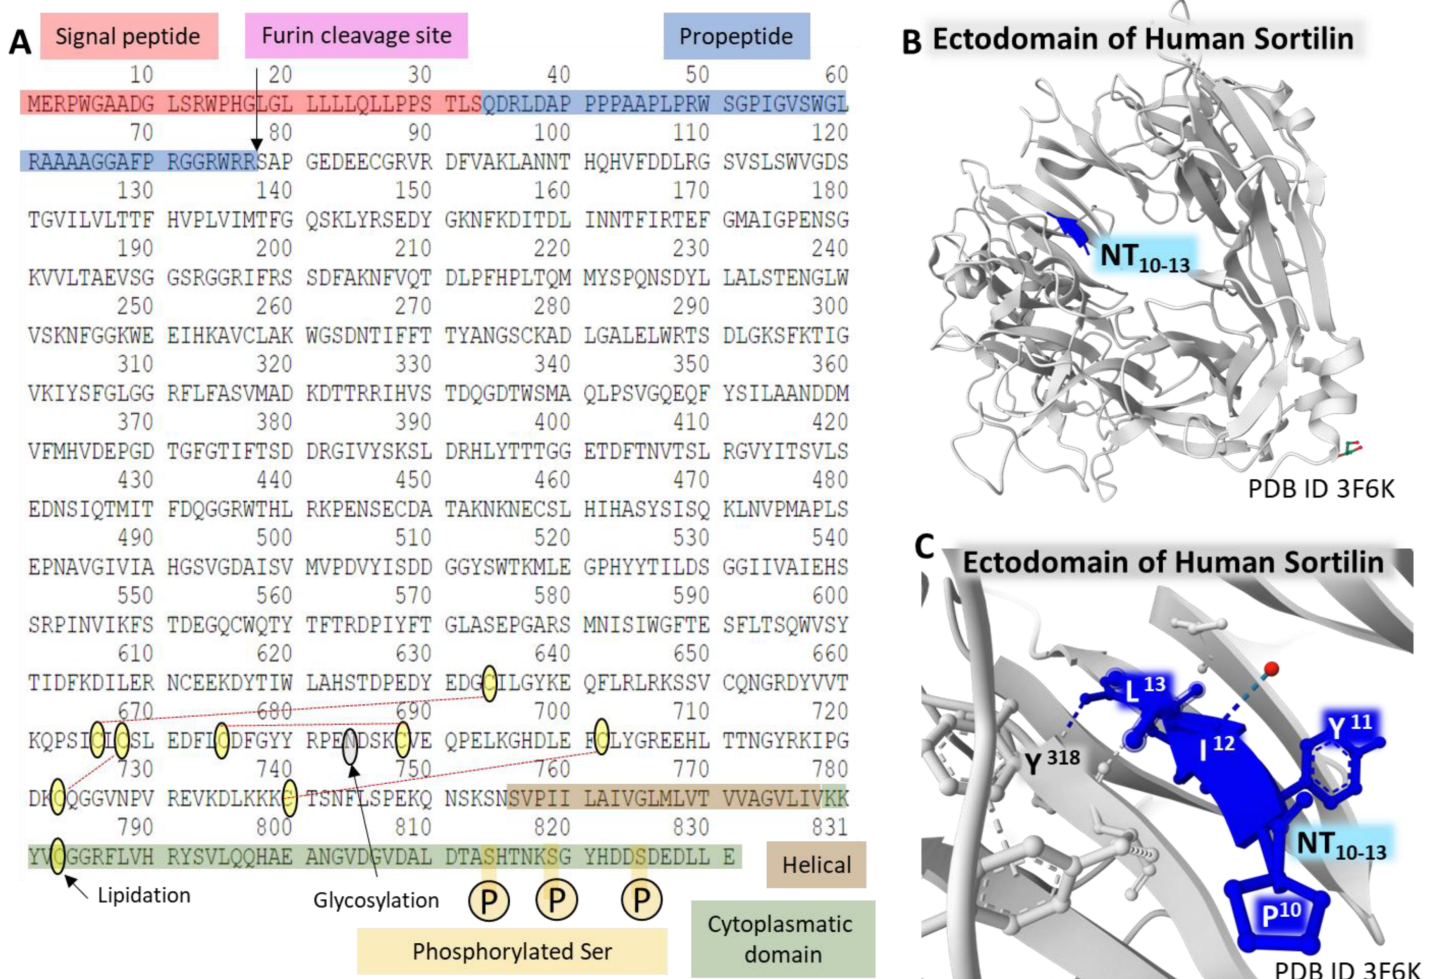 A
Signal peptide
Furin cleavage site
Propeptide
10 20 30 40 50 60
MERPWGAADG LSRWPHGLGL LLLLQLLPPS TLSQDRLDAP PPPAAPLPRW SGPIGVSWGL
70 80 90 100 110 120
RAAAAGGAFP RGGRWRRSAP GEDEECGRVR DFVAKLANNT HQHVFDDLRG SVSLSWVGDS
130 140 150 160 170 180
TGVILVLTTF HVPLVIMTFG QSKLYRSEDY GKNFKDITDL INNTFIRTEF GMAIGPENSG
190 200 210 220 230 240
KVVLTAEVSG GSRGGRIFRS SDFAKNFVQT DLPFHPLTQM MYSPQNSDYL LALSTENGLW
250 260 270 280 290 300
VSKNFGGKWE EIHKAVCLAK WGSDNTIFFT TYANGSCKAD LGALELWRTS DLGKSFKTIG
310 320 330 340 350 360
VKIYSFGLGG RFLFASVMAD KDTTRRIHVS TDQGDTWSMA QLPSVGQEQF YSILAANDDM
370 380 390 400 410 420
VFMHVDEPGD TGFGTIFTSD DRGIVYSKSL DRHLYTTTGG ETDFTNVTSL RGVYITSVLS
430 440 450 460 470 480
EDNSIQTMIT FDQGGRWTHL RKPENSECDA TAKNKNECSL HIHASYSISQ KLNVPMAPLS
490 500 510 520 530 540
EPNAVGIVIA HGSVGDAISV MVPDVYISDD GGYSWTKMLE GPHYYTILDS GGIIVAIEHS
550 560 570 580 590 600
SRPINVIKFS TDEGQCWQTY TFTRDPIYFT GLASEPGARS MNISIWGFTE SFLTSQWVSY
610 620 630 640 650 660
TIDFKDILER NCEEKDYTIW LAHSTDPEDY EDGCILGYKE QFLRLRKSSV CQNGRDYVVT
670 680 690 700 710
KQPSICICSL EDFLCDFGYY RPENDSKCVE QPELKGHDLE FCLYGREEHL TTNGYRKIPG
730 740 750 760 770 780
DKCQGGVNPV REVKDLKKKC TSNFLSPEKQ NSKSNSVPII LAIVGLMLVT VVAGVLIVKK
790 800 810 820 830 831
YVCGGRFLVH RYSVLQQHAE ANGVDGVDAL DTASHTNKSG YHDDSDEDLL E
Lipidation
Glycosylation
P P P
Helical
Phosphorylated Ser
Cytoplasmatic
domain
B
Ectodomain of Human Sortilin
NT10-13
PDB ID 3F6K
C
Ectodomain of Human Sortilin
L13
Y11
I12
Y318
NT10-13
P10
PDB ID 3F6K